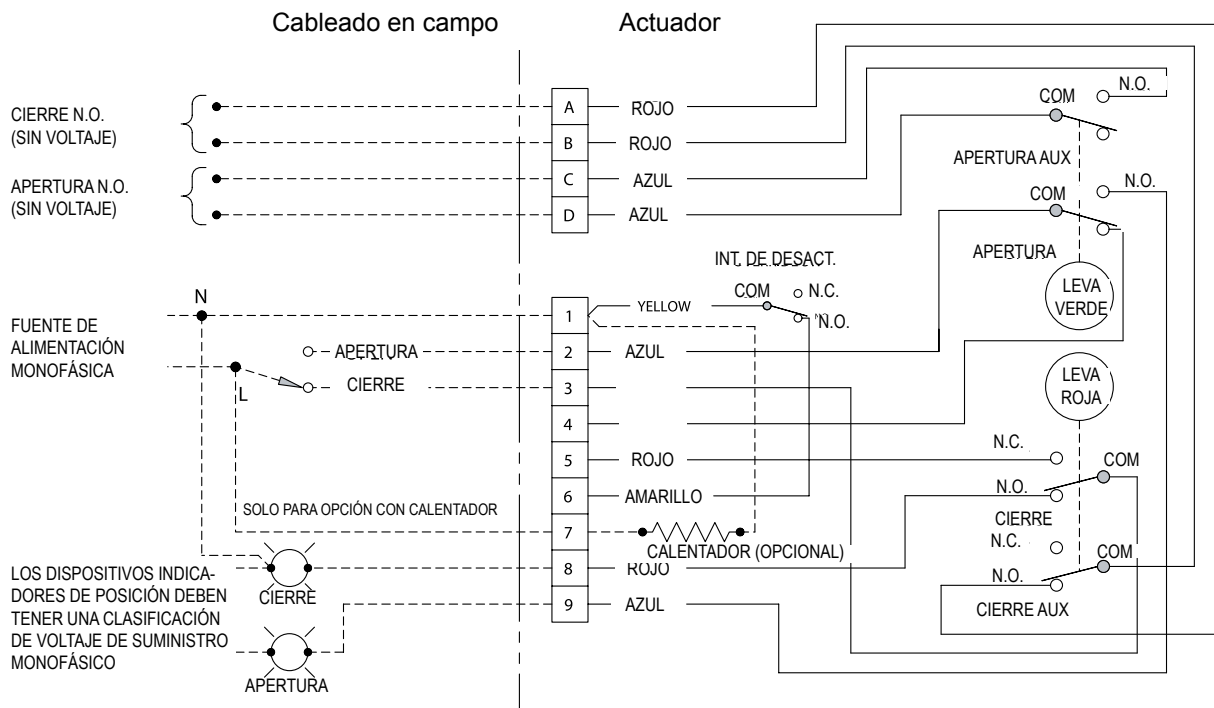 Cableado en campo
Actuador
CIERRE N.O.
(SIN VOLTAJE)
APERTURA N.O.
(SIN VOLTAJE)
A
ROJO
B
ROJO
C
AZUL
D
AZUL
COM
N.O.
APERTURA AUX
COM
N.O.
APERTURA
LEVA
VERDE
INT. DE DESACT.
COM
N.C.
N.O.
N
FUENTE DE
ALIMENTACIÓN
MONOFÁSICA
L
APERTURA
CIERRE
1
YELLOW
2
AZUL
3
4
5
ROJO
6
AMARILLO
7
SOLO PARA OPCIÓN CON CALENTADOR
CALENTADOR (OPCIONAL)
8
ROJO
9
AZUL
LEVA
ROJA
N.C.
COM
N.O.
CIERRE
N.C.
COM
N.O.
CIERRE AUX
LOS DISPOSITIVOS INDICA-
DORES DE POSICIÓN DEBEN
TENER UNA CLASIFICACIÓN
DE VOLTAJE DE SUMINISTRO
MONOFÁSICO
CIERRE
APERTURA